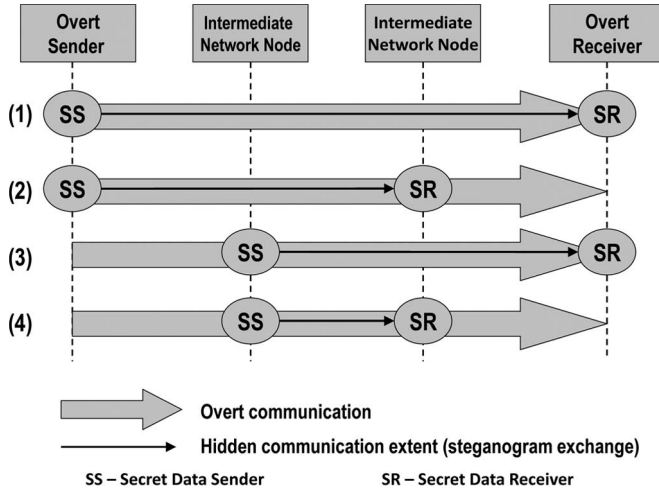 Overt
Sender
Intermediate
Network Node
Intermediate
Network Node
Overt
Receiver
(1)
SS
SR
(2)
SS
SR
(3)
SS
SR
(4)
SS
SR
Overt communication
Hidden communication extent (steganogram exchange)
SS – Secret Data Sender
SR – Secret Data Receiver